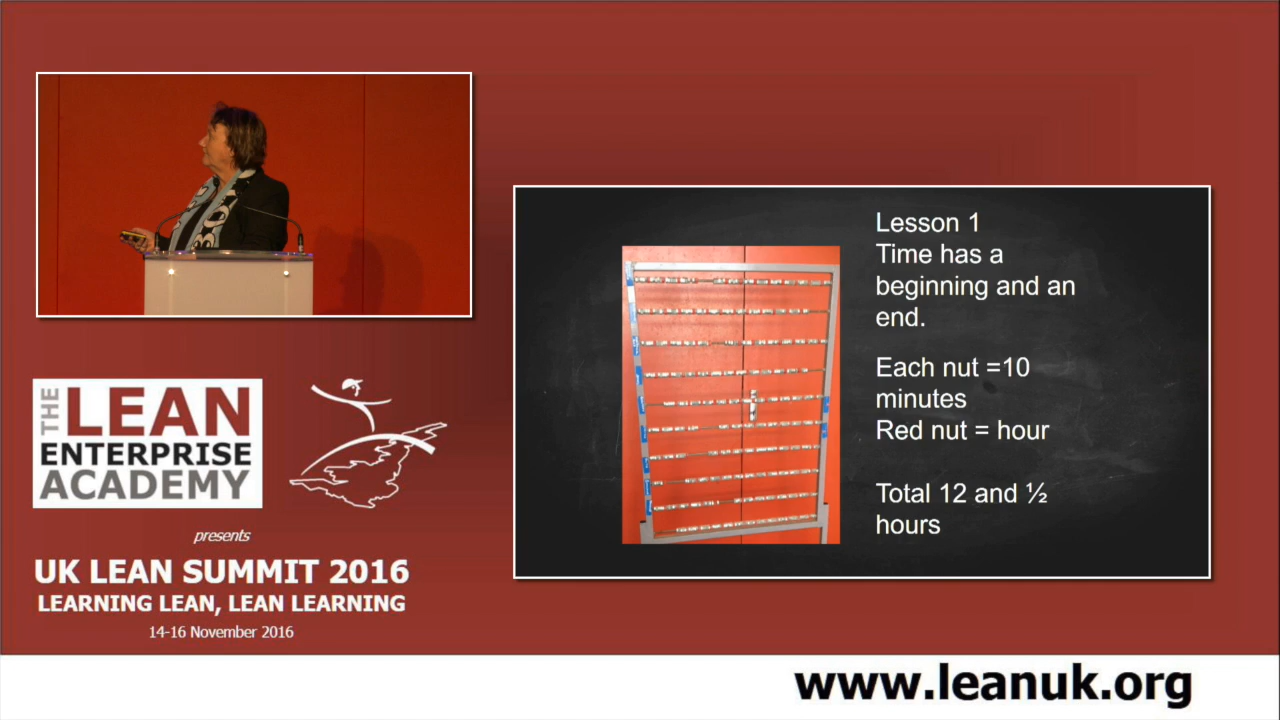 THE LEAN
ENTERPRISE
ACADEMY
presents
UK LEAN SUMMIT 2016
LEARNING LEAN, LEAN LEARNING
14-16 November 2016
Lesson 1
Time has a
beginning and an
end.
Each nut =10
minutes
Red nut = hour
Total 12 and ½
hours
www.leanuk.org